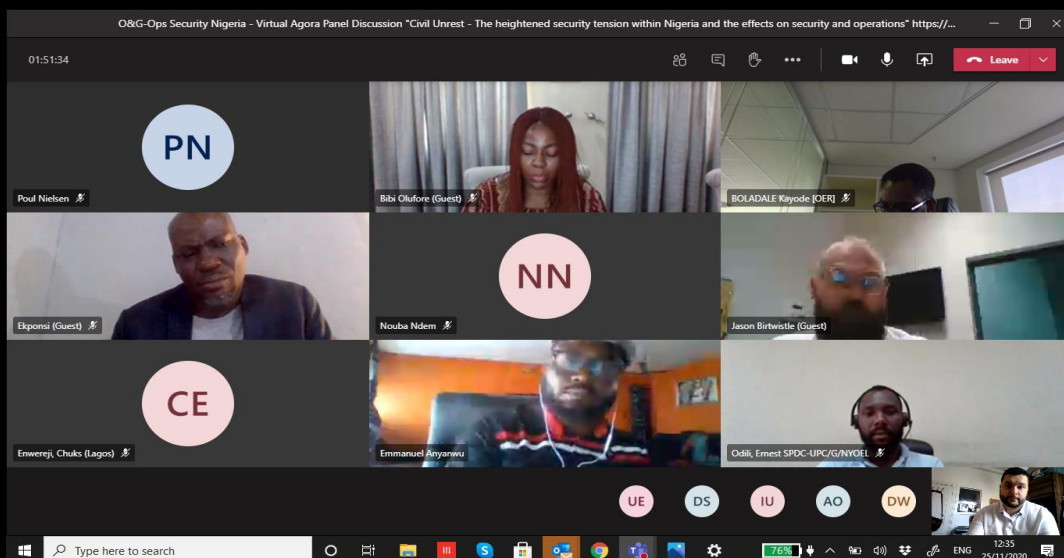 O&G-Ops Security Nigeria - Virtual Agora Panel Discussion "Civil Unrest - The heightened security tension within Nigeria and the effects on security and operations" https://...
01:51:34
Leave
PN
Poul Nielsen
Bibi Olufore (Guest)
BOLADALE Kayode [OER]
Ekponsi (Guest)
NN
Nouba Ndem
Jason Birtwistle (Guest)
CE
Enwereji, Chuks (Lagos)
Emmanuel Anyanwu
Odili, Ernest SPDC-UPC/G/NYOEL
UE
DS
IU
AO
DW
Type here to search
76%
ENG
12:35
25/11/2020